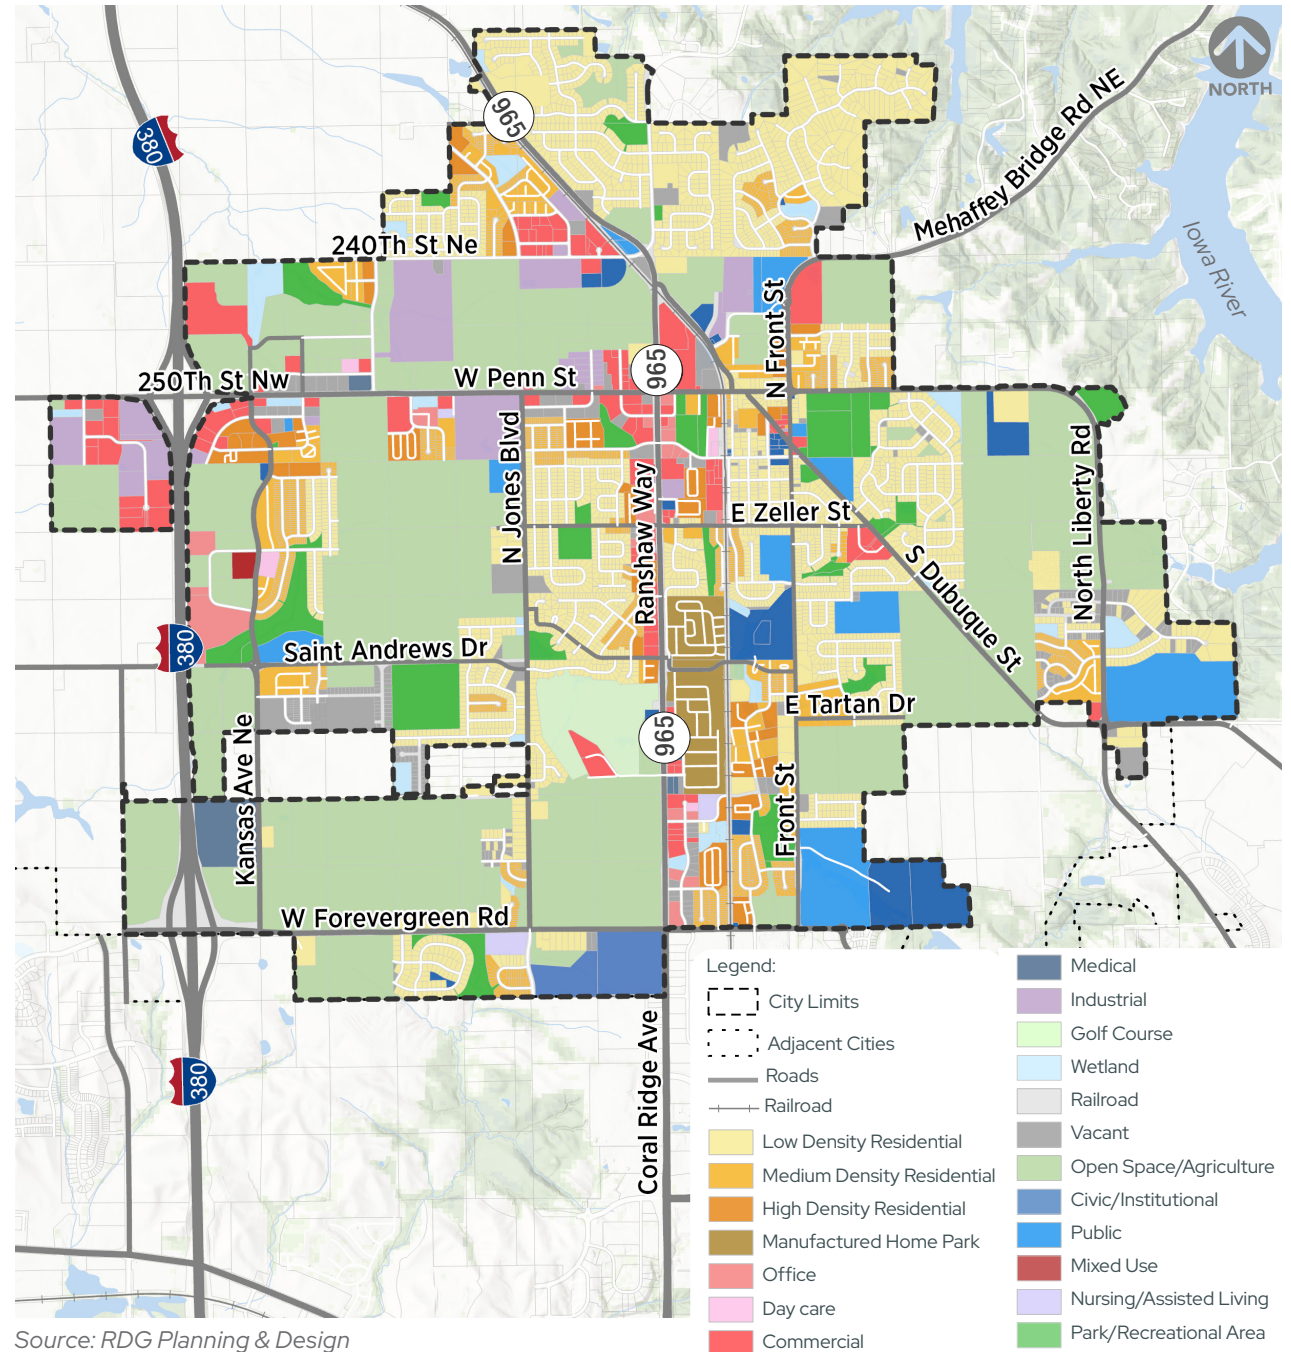 NORTH
965
Mehaffey Bridge Rd NE
380
Iowa River
240Th St Ne
N Front St
965
250Th St Nw
W Penn St
N Jones Blvd
Ranshaw Way
E Zeller St
North Liberty Rd
S Dubuque St
380
Saint Andrews Dr
E Tartan Dr
965
Kansas Ave Ne
Front St
W Forevergreen Rd
Coral Ridge Ave
380
Legend:
City Limits
Adjacent Cities
Roads
Railroad
Low Density Residential
Medium Density Residential
High Density Residential
Manufactured Home Park
Office
Day care
Commercial
Medical
Industrial
Golf Course
Wetland
Railroad
Vacant
Open Space/Agriculture
Civic/Institutional
Public
Mixed Use
Nursing/Assisted Living
Park/Recreational Area
Source: RDG Planning & Design